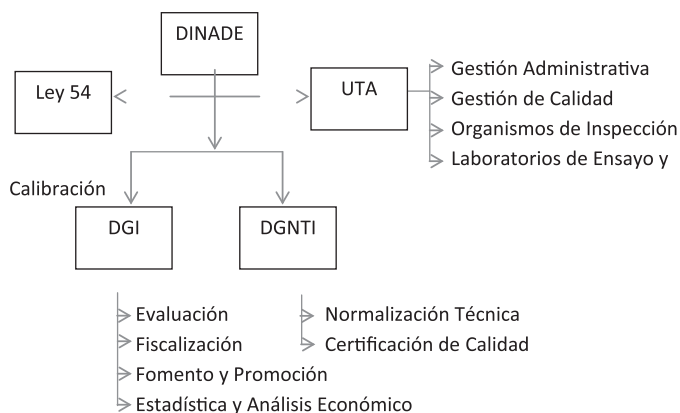 DINADE
Ley 54
UTA
Gestión Administrativa
Gestión de Calidad
Organismos de Inspección
Laboratorios de Ensayo y
Calibración
DGI
DGNTI
Evaluación
Fiscalización
Fomento y Promoción
Estadística y Análisis Económico
Normalización Técnica
Certificación de Calidad